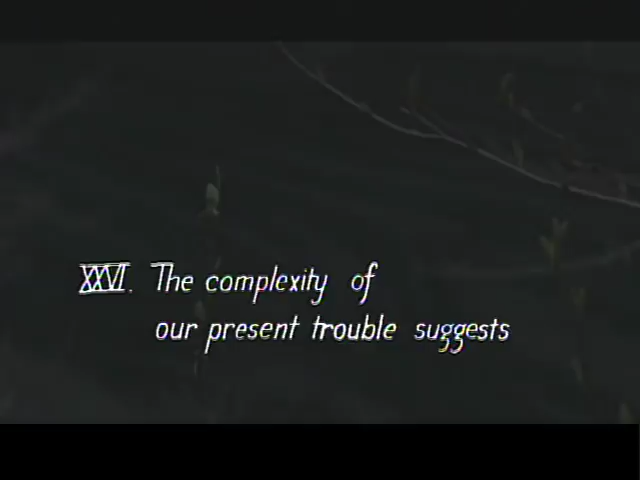 XXVI. The complexity of
our present trouble suggests